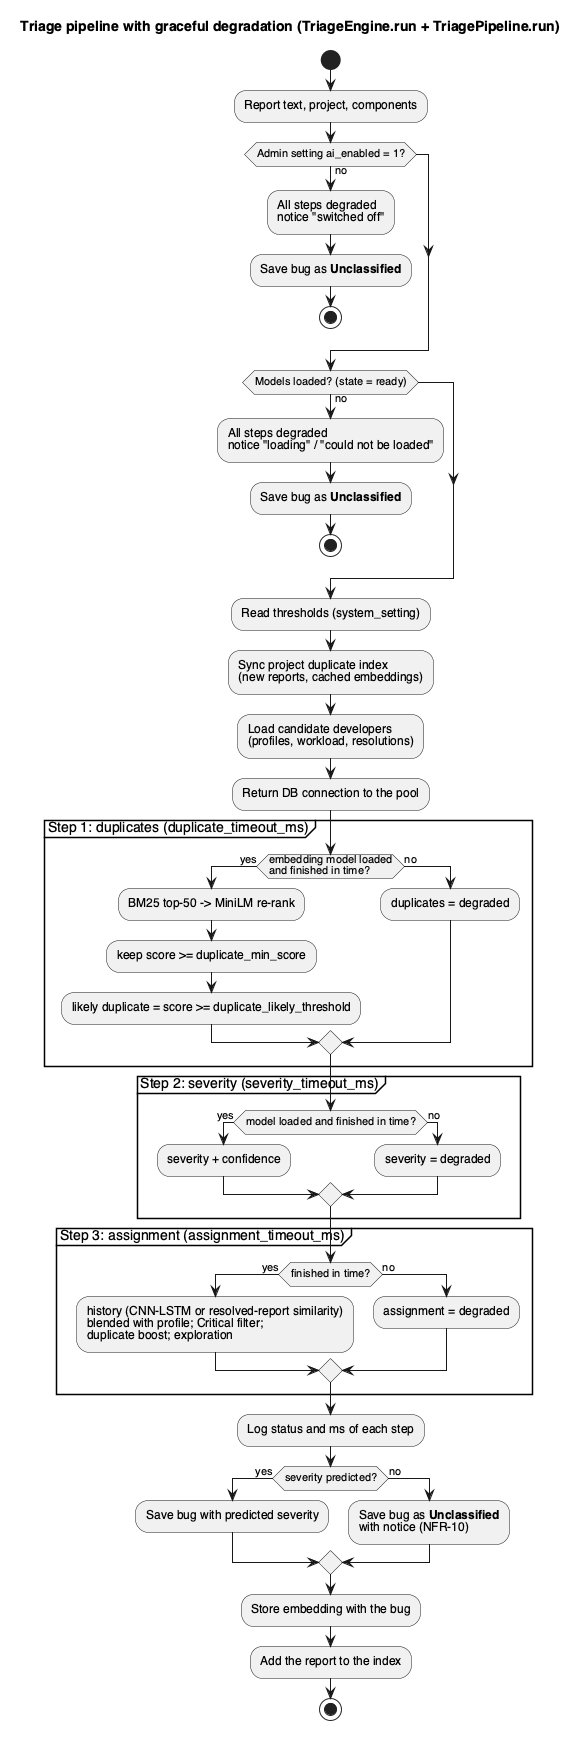 Triage pipeline with graceful degradation (TriageEngine.run + TriagePipeline.run)
Report text, project, components
Admin setting ai_enabled = 1?
no
All steps degraded
notice "switched off"
Save bug as Unclassified
Models loaded? (state = ready)
no
All steps degraded
notice "loading" / "could not be loaded"
Save bug as Unclassified
Read thresholds (system_setting)
Sync project duplicate index
(new reports, cached embeddings)
Load candidate developers
(profiles, workload, resolutions)
Return DB connection to the pool
Step 1: duplicates (duplicate_timeout_ms)
yes
embedding model loaded
and finished in time?
no
BM25 top-50 -> MiniLM re-rank
duplicates = degraded
keep score >= duplicate_min_score
likely duplicate = score >= duplicate_likely_threshold
Step 2: severity (severity_timeout_ms)
yes
model loaded and finished in time?
no
severity + confidence
severity = degraded
Step 3: assignment (assignment_timeout_ms)
yes
finished in time?
no
history (CNN-LSTM or resolved-report similarity)
blended with profile; Critical filter;
duplicate boost; exploration
assignment = degraded
Log status and ms of each step
yes
severity predicted?
no
Save bug with predicted severity
Save bug as Unclassified
with notice (NFR-10)
Store embedding with the bug
Add the report to the index